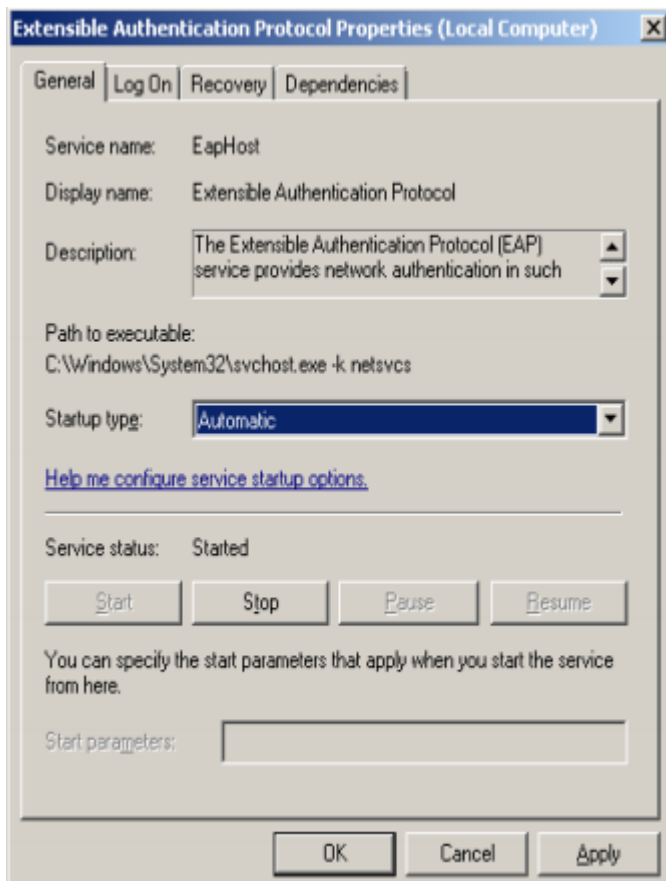 Extensible Authentication Protocol Properties (Local Computer)
General Log On Recovery Dependencies
Service name: EapHost
Display name: Extensible Authentication Protocol
Description: The Extensible Authentication Protocol (EAP)
service provides network authentication in such
Path to executable:
C:\Windows\System32\svchost.exe -k netsvcs
Startup type: Automatic
Help me configure service startup options.
Service status: Started
Start Stop Pause Resume
You can specify the start parameters that apply when you start the service
from here.
Start parameters:
OK Cancel Apply